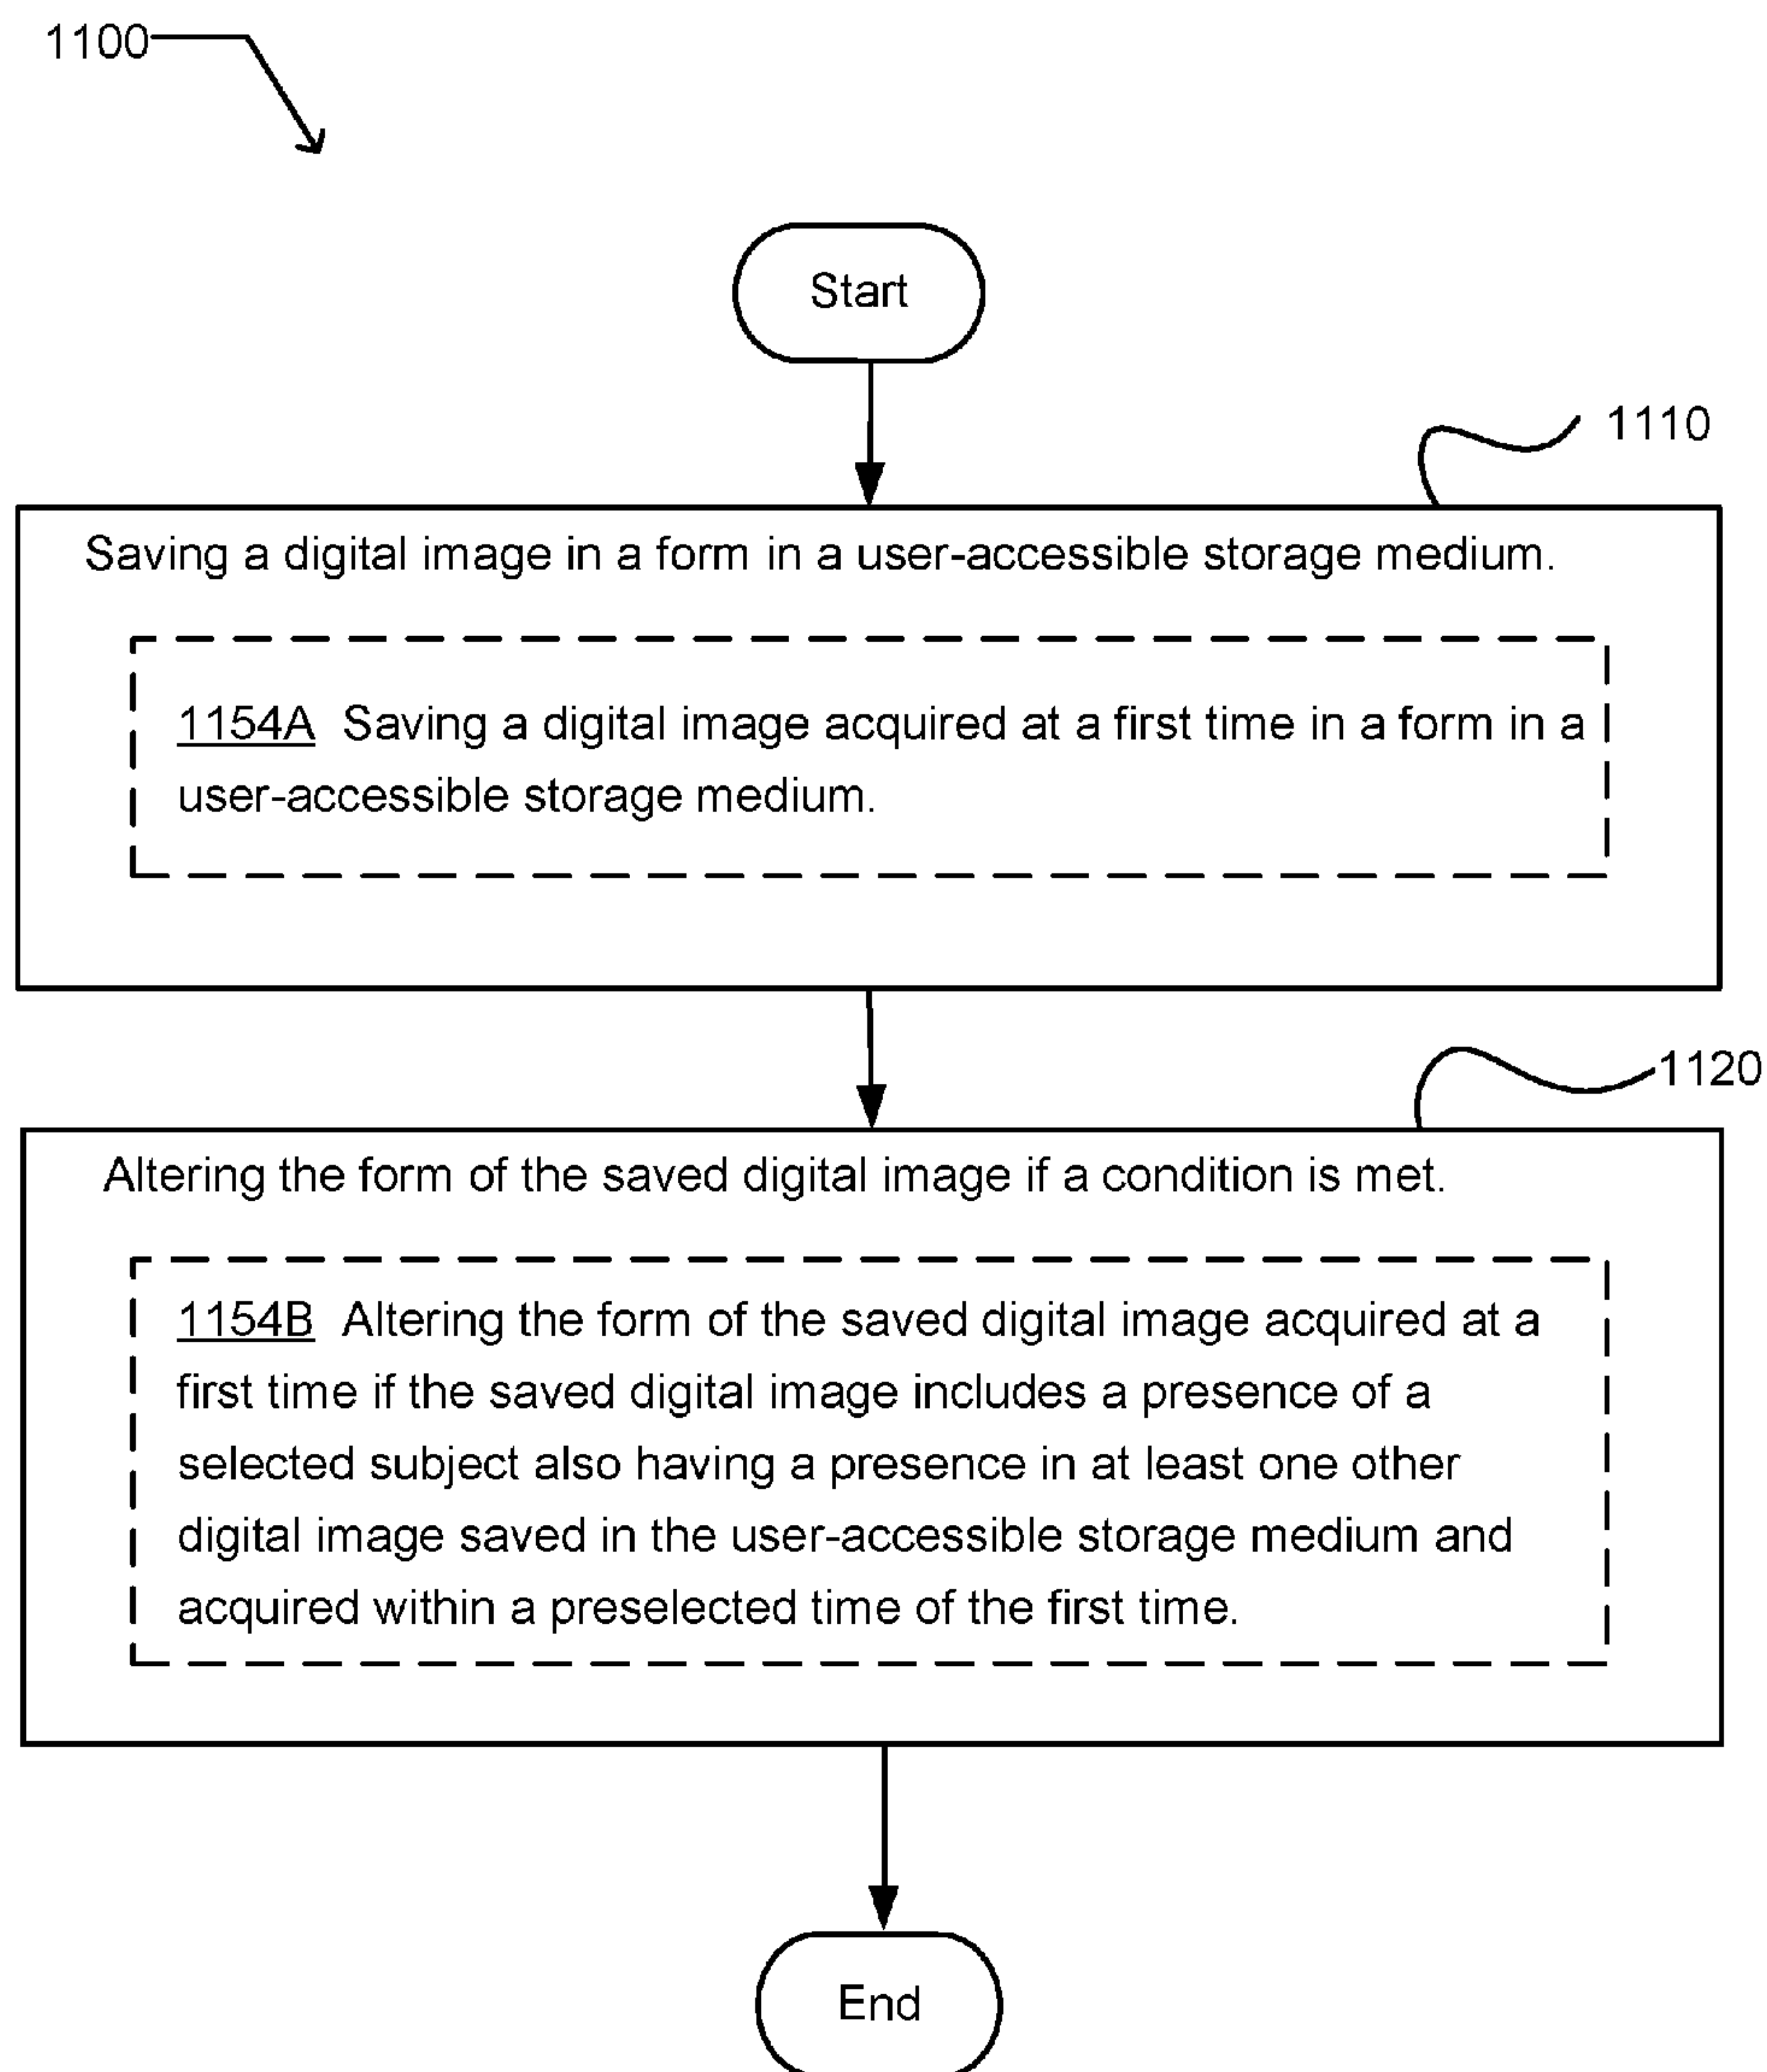 1100
Start
1110
Saving a digital image in a form in a user-accessible storage medium.
1154A Saving a digital image acquired at a first time in a form in a
user-accessible storage medium.
1120
Altering the form of the saved digital image if a condition is met.
1154B Altering the form of the saved digital image acquired at a
first time if the saved digital image includes a presence of a
selected subject also having a presence in at least one other
digital image saved in the user-accessible storage medium and
acquired within a preselected time of the first time.
End